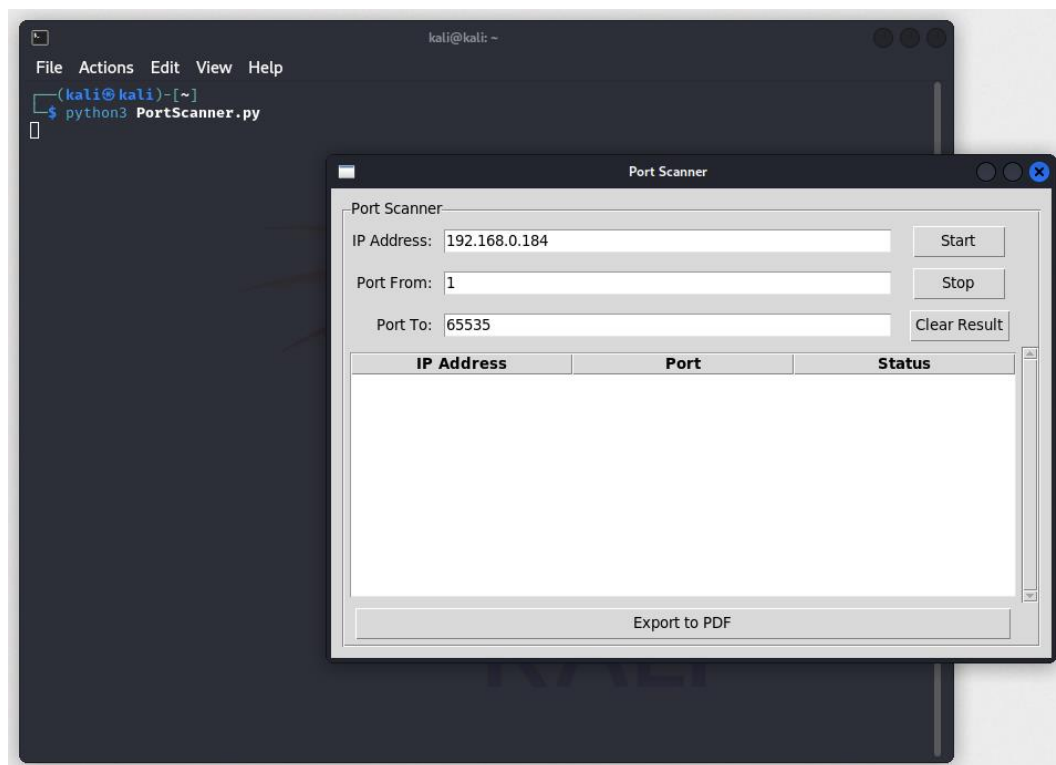 kali@kali: ~
File Actions Edit View Help
┌──(kali㉿kali)-[~]
└─$ python3 PortScanner.py
Port Scanner
Port Scanner
IP Address: 192.168.0.184 Start
Port From: 1 Stop
Port To: 65535 Clear Result
IP Address Port Status
Export to PDF
KALI